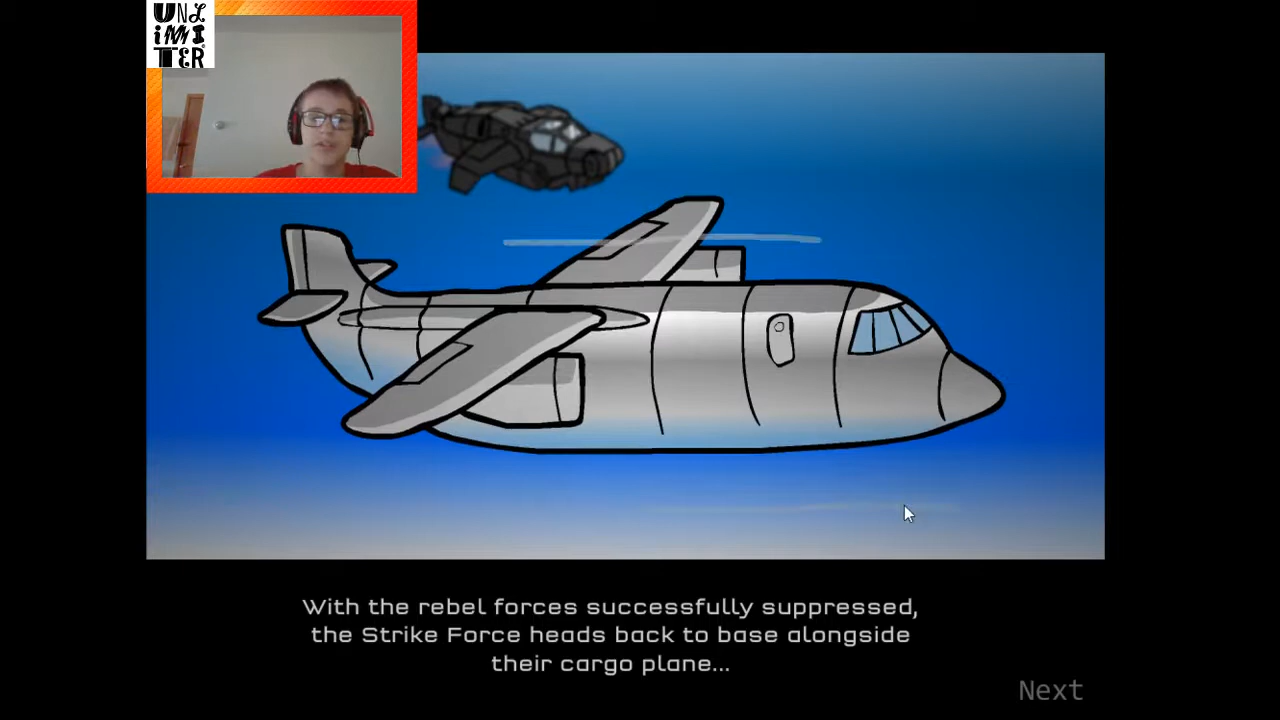 UNL
iMI
TER
With the rebel forces successfully suppressed,
the Strike Force heads back to base alongside
their cargo plane...
Next